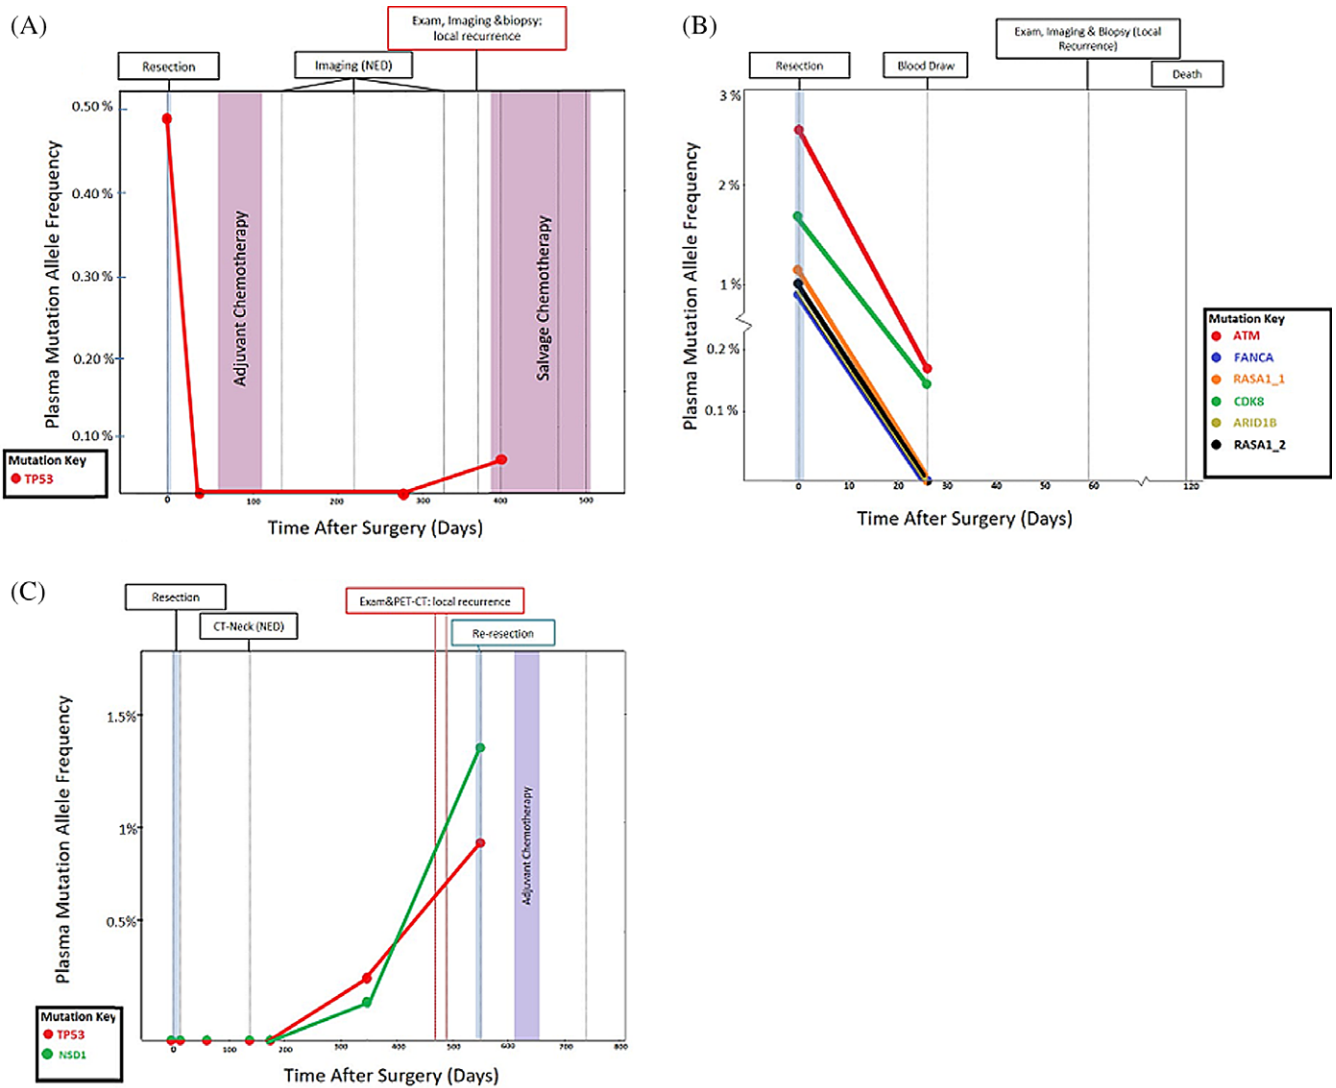 (A)
Exam, Imaging &biopsy:
local recurrence
Resection
Imaging (NED)
0.50 %
0.40 %
0.30 %
0.20 %
0.10 %
Plasma Mutation Allele Frequency
Adjuvant Chemotherapy
Salvage Chemotherapy
Mutation Key
TP53
0
100
200
300
400
500
Time After Surgery (Days)
(B)
Exam, Imaging & Biopsy (Local
Recurrence)
Resection
Blood Draw
Death
3 %
2 %
1 %
0.2 %
0.1 %
Plasma Mutation Allele Frequency
Mutation Key
ATM
FANCA
RASA1_1
CDK8
ARID1B
RASA1_2
0
10
20
30
40
50
60
120
Time After Surgery (Days)
(C)
Resection
CT-Neck (NED)
Exam&PET-CT: local recurrence
Re-resection
1.5%
1%
0.5%
Plasma Mutation Allele Frequency
Adjuvant Chemotherapy
Mutation Key
TP53
NSD1
0
100
200
300
400
500
600
700
800
Time After Surgery (Days)